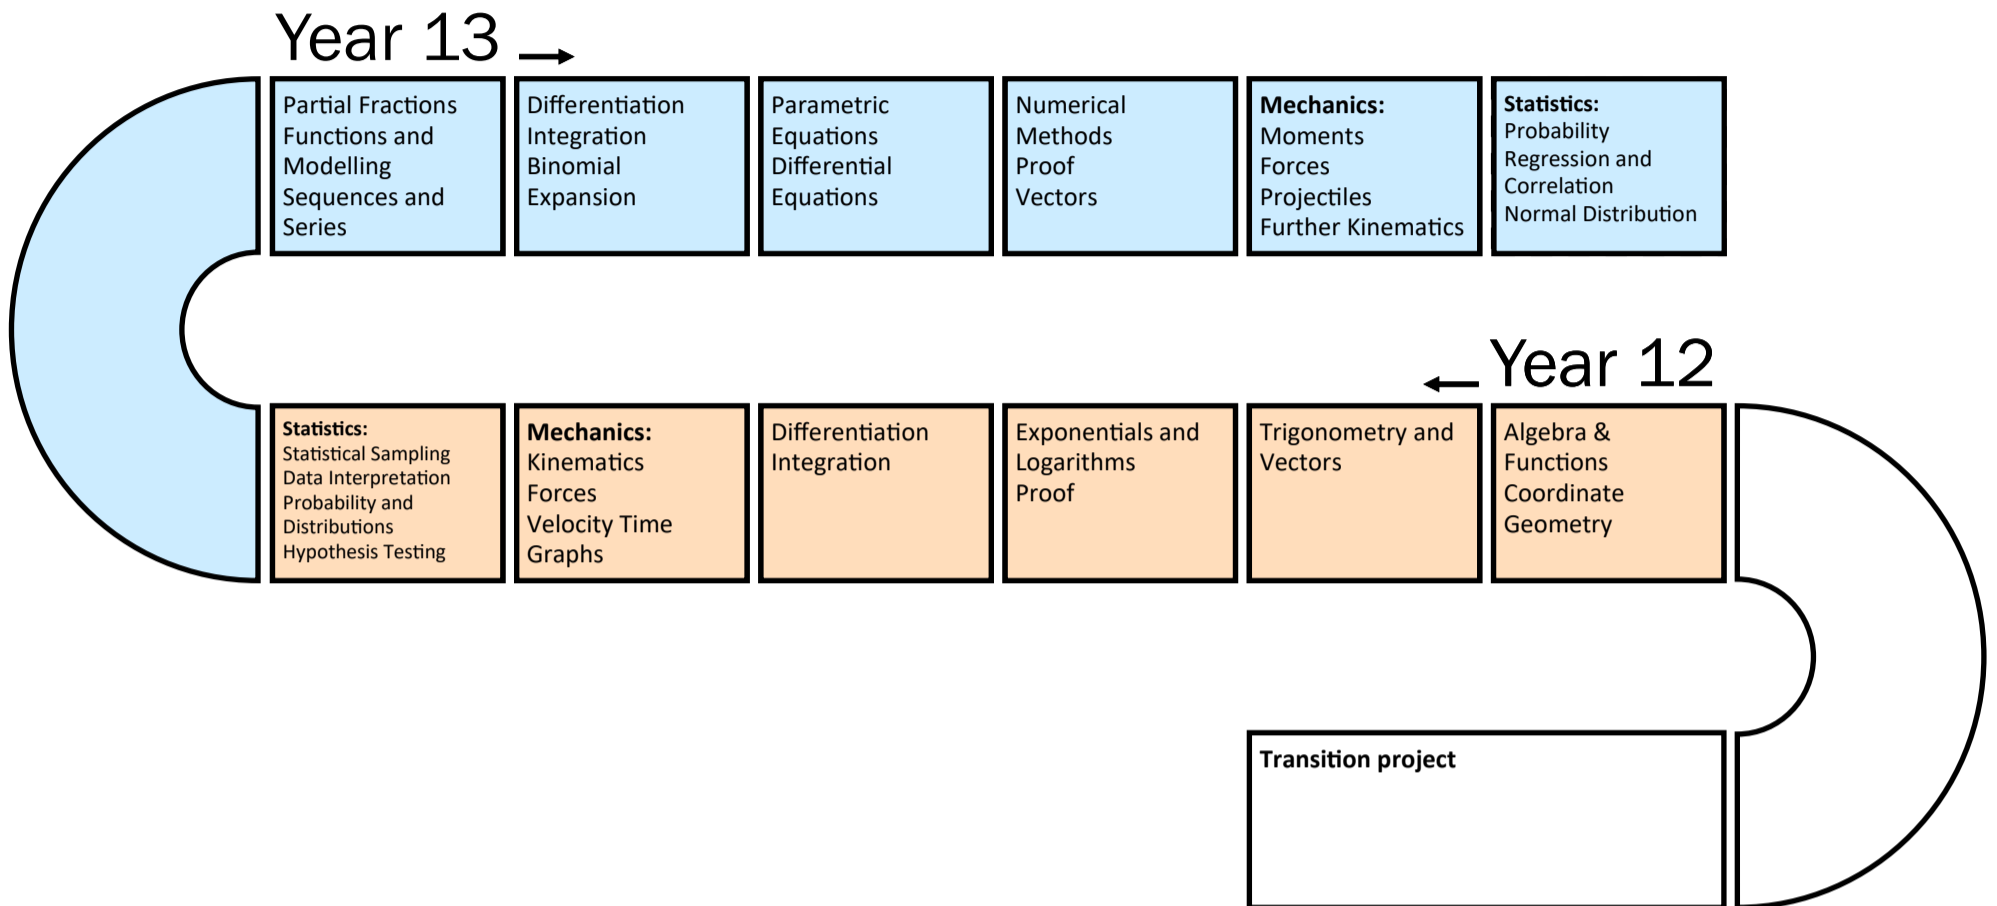 Year 13
Partial Fractions
Functions and
Modelling
Sequences and
Series
Differentiation
Integration
Binomial
Expansion
Parametric
Equations
Differential
Equations
Numerical
Methods
Proof
Vectors
Mechanics:
Moments
Forces
Projectiles
Further Kinematics
Statistics:
Probability
Regression and
Correlation
Normal Distribution
Year 12
Statistics:
Statistical Sampling
Data Interpretation
Probability and
Distributions
Hypothesis Testing
Mechanics:
Kinematics
Forces
Velocity Time
Graphs
Differentiation
Integration
Exponentials and
Logarithms
Proof
Trigonometry and
Vectors
Algebra &
Functions
Coordinate
Geometry
Transition project